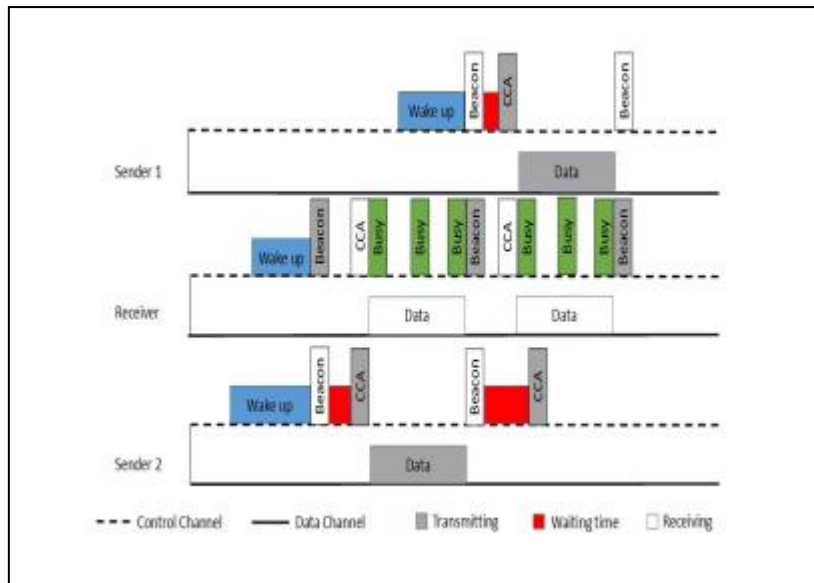 Wake up Beacon CCA Beacon
Sender 1 Data
Wake up Beacon CCA Busy Busy Busy Beacon CCA Busy Busy Busy Beacon
Receiver Data Data
Wake up Beacon CCA Beacon CCA
Sender 2 Data
Control Channel Data Channel Transmitting Waiting time Receiving